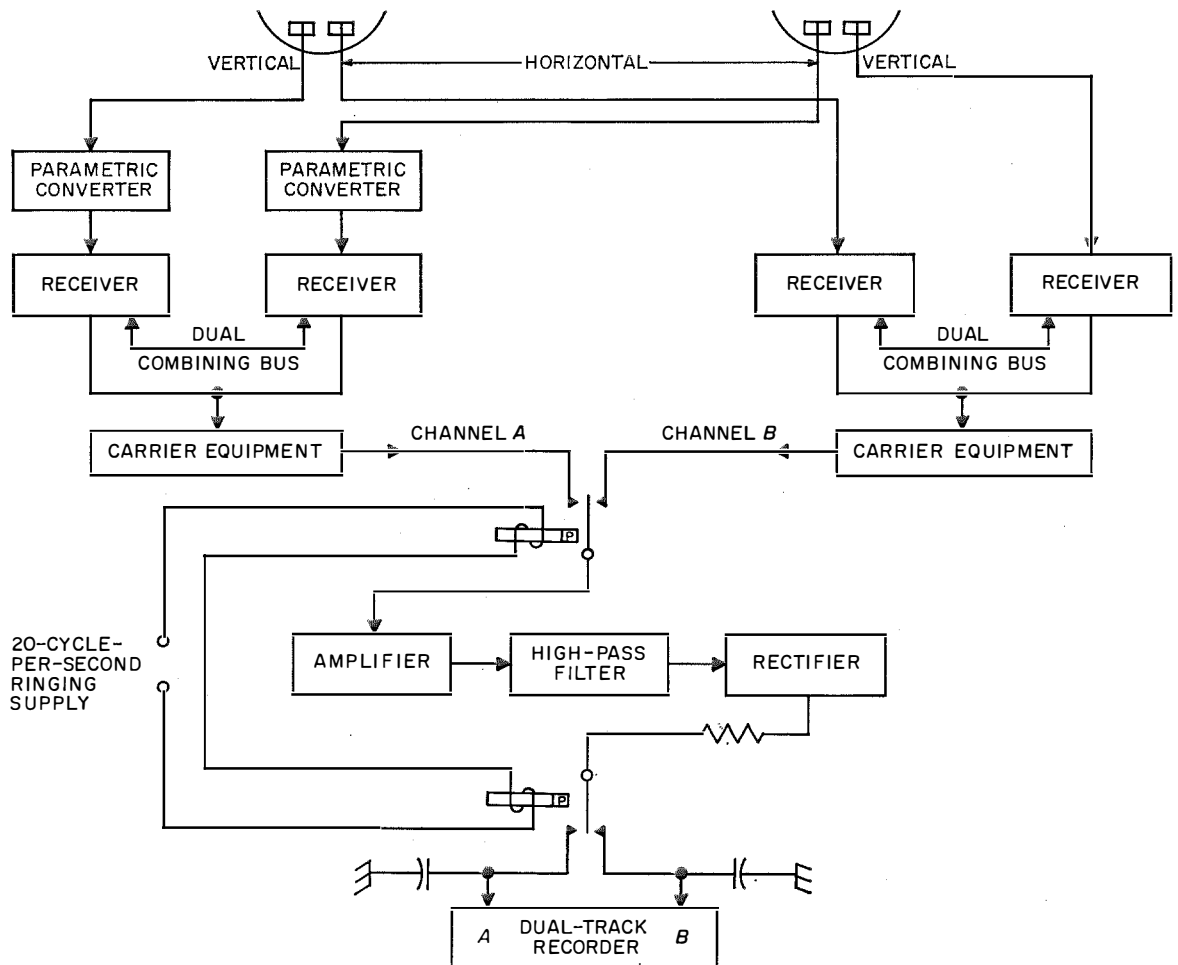 VERTICAL
HORIZONTAL
VERTICAL
PARAMETRIC
CONVERTER
PARAMETRIC
CONVERTER
RECEIVER
RECEIVER
RECEIVER
RECEIVER
DUAL
COMBINING BUS
DUAL
COMBINING BUS
CARRIER EQUIPMENT
CHANNEL A
CHANNEL B
CARRIER EQUIPMENT
P
20-CYCLE-
PER-SECOND
RINGING
SUPPLY
AMPLIFIER
HIGH-PASS
FILTER
RECTIFIER
P
A
DUAL-TRACK
RECORDER
B